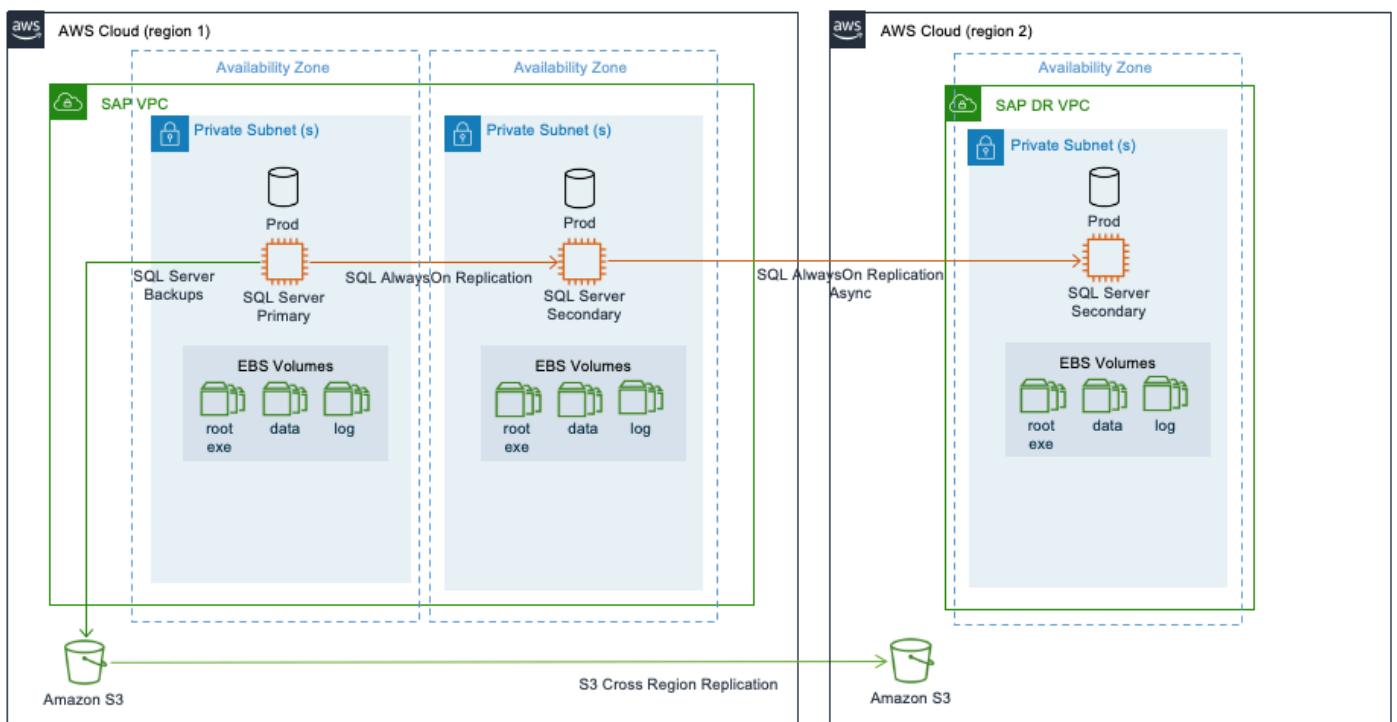 aws
AWS Cloud (region 1)
Availability Zone
Availability Zone
SAP VPC
Private Subnet (s)
Private Subnet (s)
Prod
Prod
SQL Server
Backups
SQL Server
Primary
SQL AlwaysOn Replication
SQL Server
Secondary
EBS Volumes
root
exe
data
log
EBS Volumes
root
exe
data
log
Amazon S3
SQL AlwaysOn Replication
Async
S3 Cross Region Replication
aws
AWS Cloud (region 2)
Availability Zone
SAP DR VPC
Private Subnet (s)
Prod
SQL Server
Secondary
EBS Volumes
root
exe
data
log
Amazon S3